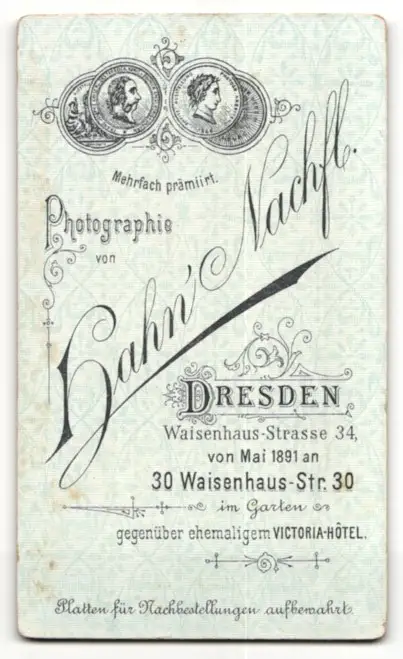 Mehrfach prämiirt.
Photographie
von
Hahn' Nachfl.
DRESDEN
Waisenhaus-Strasse 34,
von Mai 1891 an
30 Waisenhaus-Str. 30
im Garten
gegenüber ehemaligem VICTORIA-HÔTEL.
Platten für Nachbestellungen aufbewahrt.